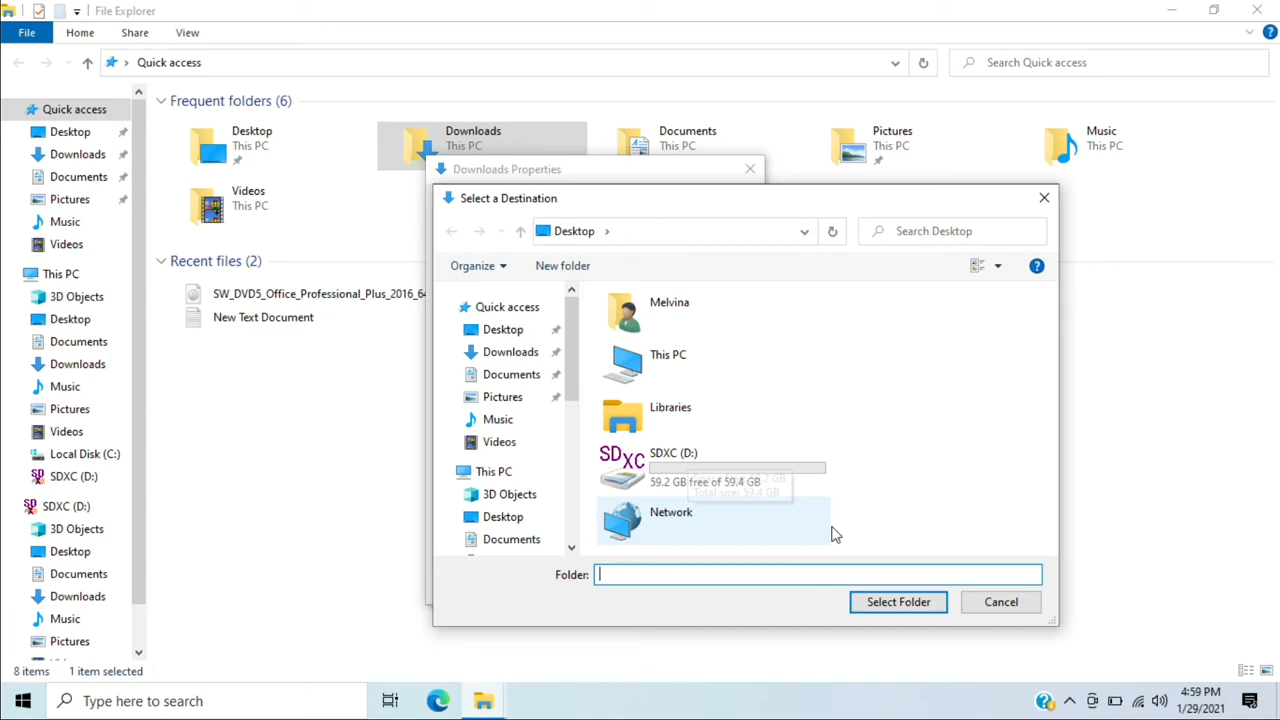 File Explorer
File Home Share View
Quick access
Search Quick access
Quick access
Desktop
Downloads
Documents
Pictures
Music
Videos
This PC
3D Objects
Desktop
Documents
Downloads
Music
Pictures
Videos
Local Disk (C:)
SDXC (D:)
SDXC (D:)
3D Objects
Desktop
Documents
Downloads
Music
Pictures
Frequent folders (6)
Desktop
This PC
Downloads
This PC
Documents
This PC
Pictures
This PC
Music
This PC
Videos
This PC
Recent files (2)
SW_DVD5_Office_Professional_Plus_2016_64
New Text Document
Downloads Properties
Select a Destination
Desktop
Search Desktop
Organize New folder
Quick access
Desktop
Downloads
Documents
Pictures
Music
Videos
This PC
3D Objects
Desktop
Documents
Melvina
This PC
Libraries
SDXC
SDXC (D:)
59.2 GB free of 59.4 GB
Total size: 59.4 GB
Network
Folder:
Select Folder Cancel
8 items 1 item selected
Type here to search
4:59 PM
1/29/2021